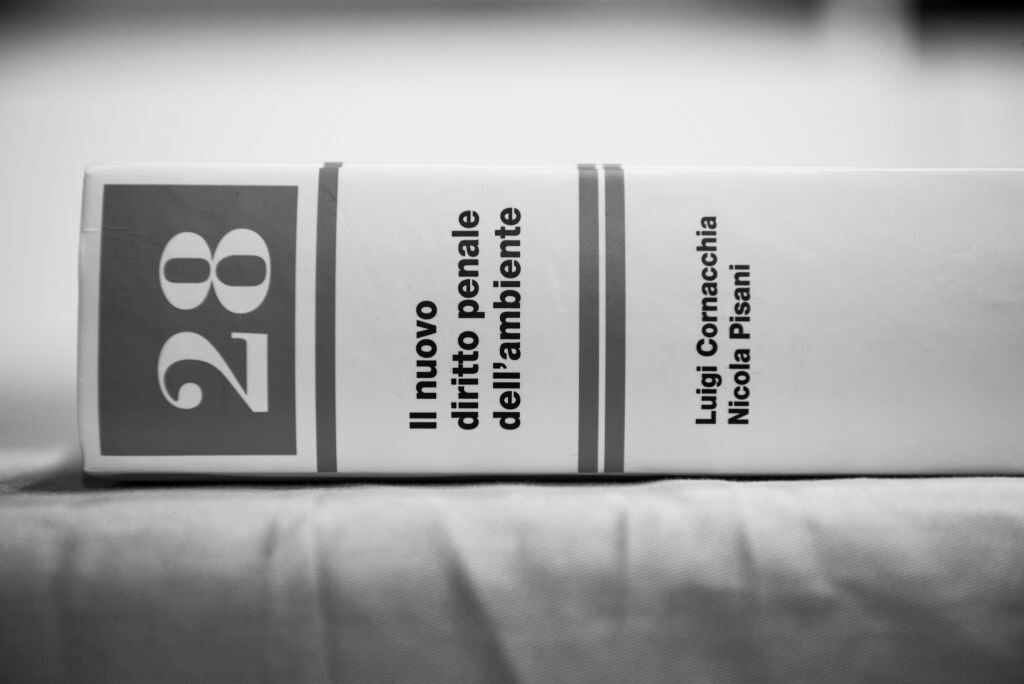 28
Il nuovo
diritto penale
dell'ambiente
Luigi Cornacchia
Nicola Pisani